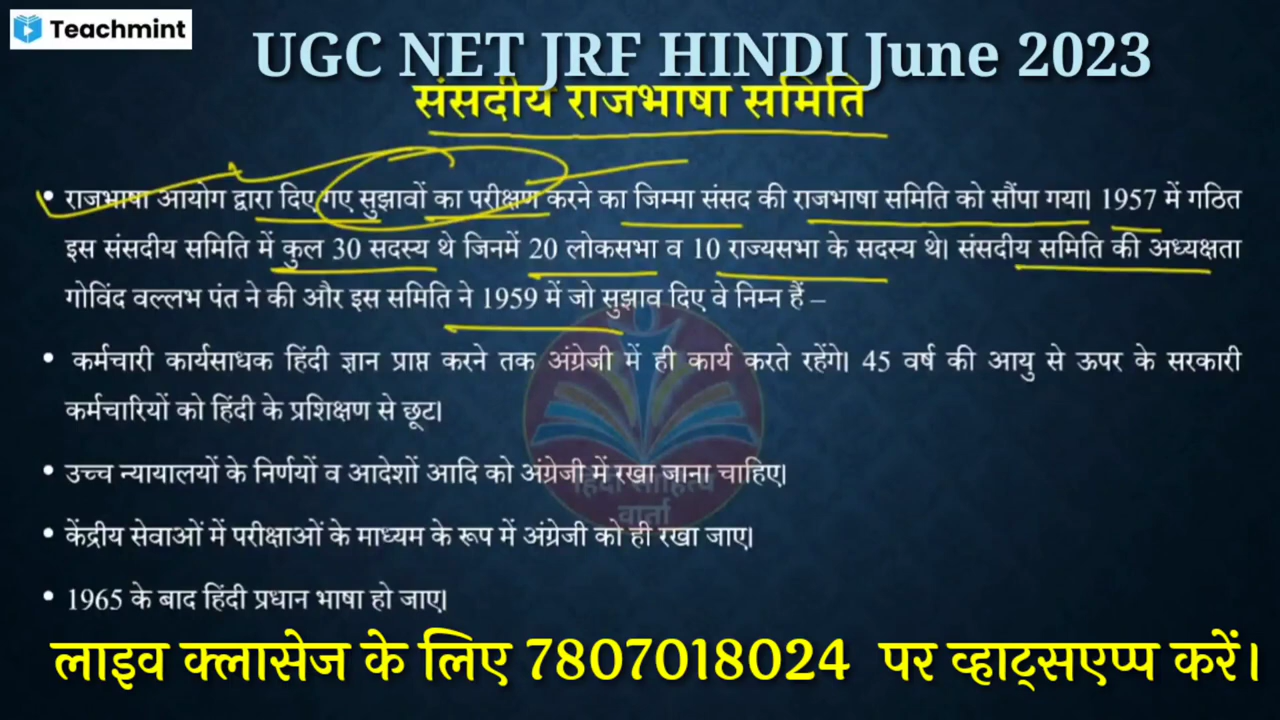 Teachmint
UGC NET JRF HINDI June 2023
संसदीय राजभाषा समिति
• राजभाषा आयोग द्वारा दिए गए सुझावों का परीक्षण करने का जिम्मा संसद की राजभाषा समिति को सौंपा गया। 1957 में गठित
इस संसदीय समिति में कुल 30 सदस्य थे जिनमें 20 लोकसभा व 10 राज्यसभा के सदस्य थे। संसदीय समिति की अध्यक्षता
गोविंद वल्लभ पंत ने की और इस समिति ने 1959 में जो सुझाव दिए वे निम्न हैं –
• कर्मचारी कार्यसाधक हिंदी ज्ञान प्राप्त करने तक अंग्रेजी में ही कार्य करते रहेंगे। 45 वर्ष की आयु से ऊपर के सरकारी
कर्मचारियों को हिंदी के प्रशिक्षण से छूट।
• उच्च न्यायालयों के निर्णयों व आदेशों आदि को अंग्रेजी में रखा जाना चाहिए।
हिंदी साहित्य
वार्ता
• केंद्रीय सेवाओं में परीक्षाओं के माध्यम के रूप में अंग्रेजी को ही रखा जाए।
• 1965 के बाद हिंदी प्रधान भाषा हो जाए।
लाइव क्लासेज के लिए 7807018024 पर व्हाट्सएप्प करें।